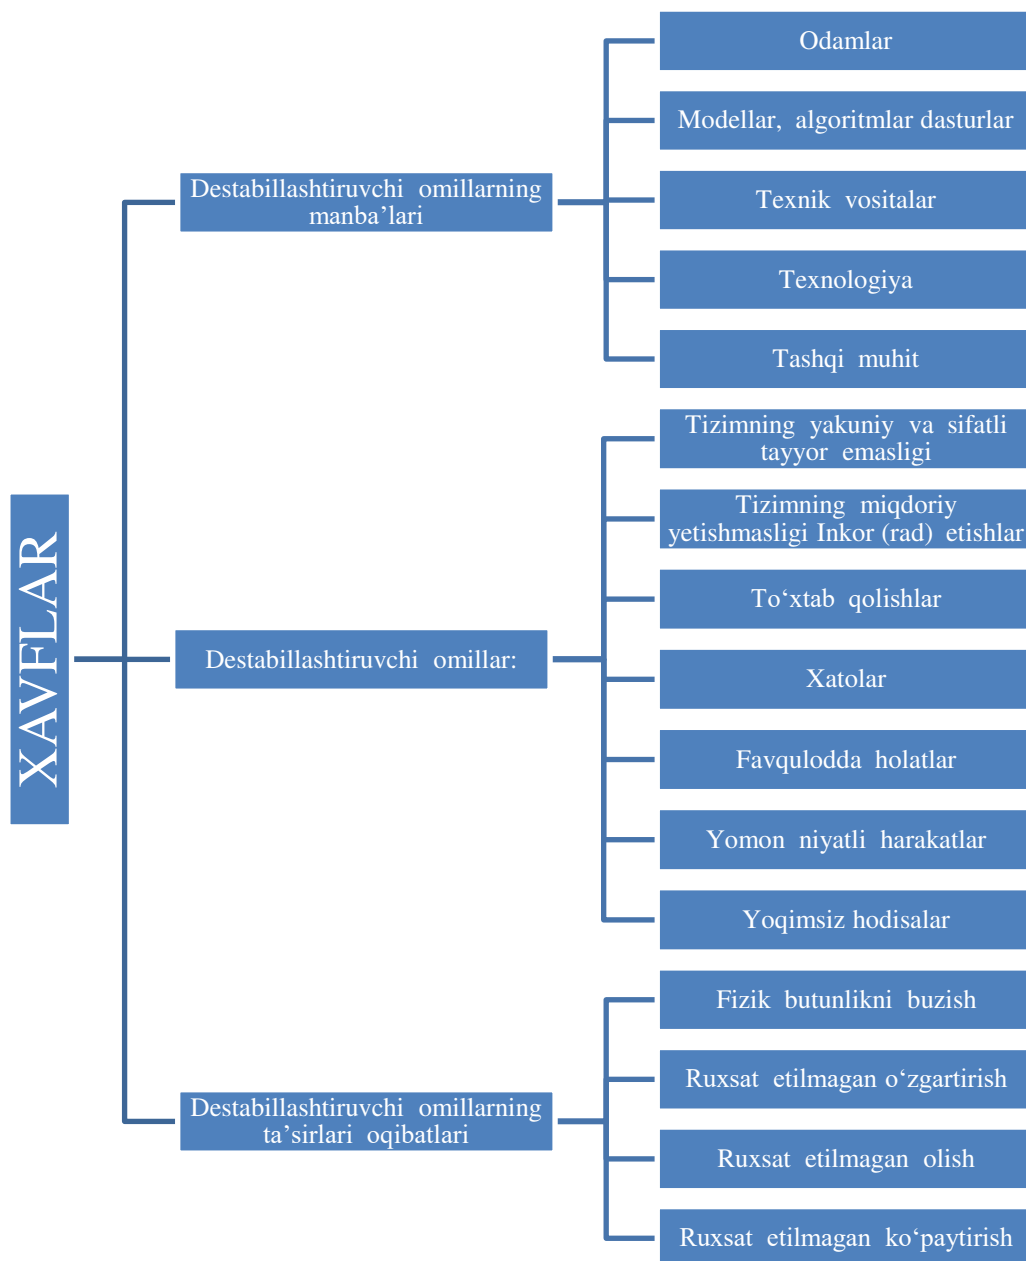 XAVFLAR
Destabillashtiruvchi omillarning
manba’lari
Odamlar
Modellar, algoritmlar dasturlar
Texnik vositalar
Texnologiya
Tashqi muhit
Destabillashtiruvchi omillar:
Tizimning yakuniy va sifatli
tayyor emasligi
Tizimning miqdoriy
yetishmasligi Inkor (rad) etishlar
To‘xtab qolishlar
Xatolar
Favqulodda holatlar
Yomon niyatli harakatlar
Yoqimsiz hodisalar
Destabillashtiruvchi omillarning
ta’sirlari oqibatlari
Fizik butunlikni buzish
Ruxsat etilmagan o‘zgartirish
Ruxsat etilmagan olish
Ruxsat etilmagan ko‘paytirish